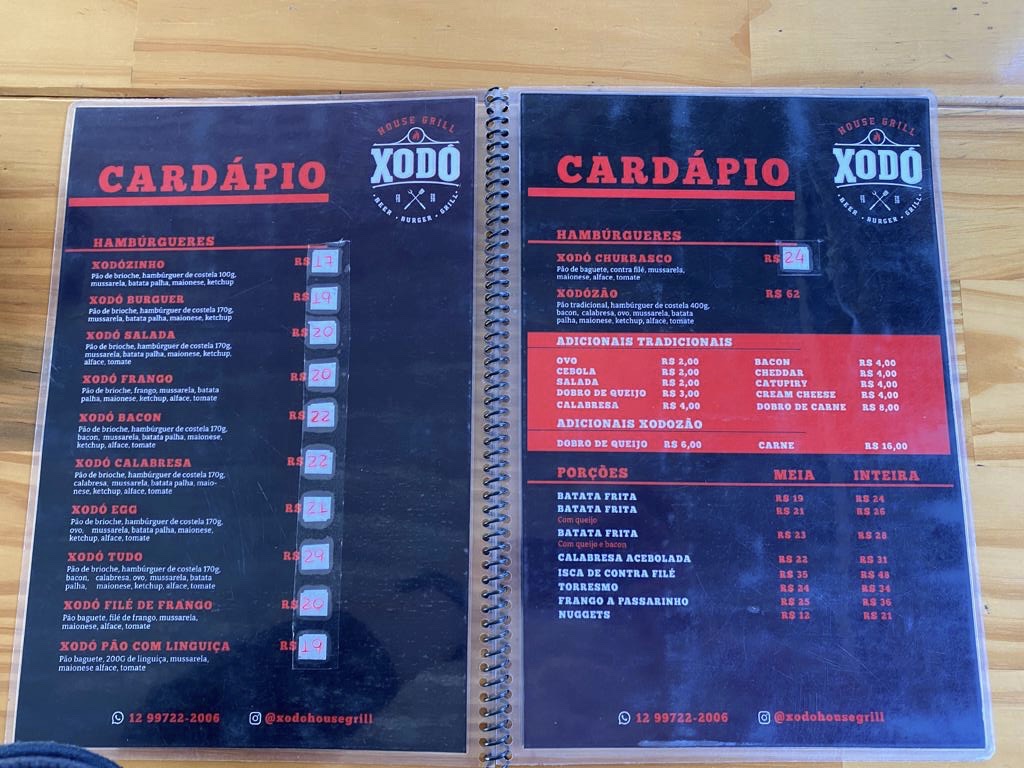 HOUSE GRILL
XODÓ
BEER • BURGER • GRILL
CARDÁPIO
HAMBÚRGUERES
XODÓZINHO R$ 17
Pão de brioche, hambúrguer de costela 100g,
mussarela, batata palha, maionese, ketchup
XODÓ BURGUER R$ 19
Pão de brioche, hambúrguer de costela 170g,
mussarela, batata palha, maionese, ketchup
XODÓ SALADA R$ 20
Pão de brioche, hambúrguer de costela 170g,
mussarela, batata palha, maionese, ketchup,
alface, tomate
XODÓ FRANGO R$ 20
Pão de brioche, frango, mussarela, batata
palha, maionese, ketchup, alface, tomate
XODÓ BACON R$ 22
Pão de brioche, hambúrguer de costela 170g,
bacon, mussarela, batata palha, maionese,
ketchup, alface, tomate
XODÓ CALABRESA R$ 22
Pão de brioche, hambúrguer de costela 170g,
calabresa, mussarela, batata palha, maio-
nese, ketchup, alface, tomate
XODÓ EGG R$ 21
Pão de brioche, hambúrguer de costela 170g,
ovo, mussarela, batata palha, maionese,
ketchup, alface, tomate
XODÓ TUDO R$ 29
Pão de brioche, hambúrguer de costela 170g,
bacon, calabresa, ovo, mussarela, batata
palha, maionese, ketchup, alface, tomate
XODÓ FILÉ DE FRANGO R$ 20
Pão baguete, filé de frango, mussarela,
maionese, alface, tomate
XODÓ PÃO COM LINGUIÇA R$ 19
Pão baguete, 200G de linguiça, mussarela,
maionese alface, tomate
12 99722-2006 @xodohousegrill
HOUSE GRILL
XODÓ
BEER • BURGER • GRILL
CARDÁPIO
HAMBÚRGUERES
XODÓ CHURRASCO R$ 24
Pão de baguete, contra filé, mussarela,
maionese, alface, tomate
XODÓZÃO R$ 62
Pão tradicional, hambúrguer de costela 400g,
bacon, calabresa, ovo, mussarela, batata
palha, maionese, ketchup, alface, tomate
ADICIONAIS TRADICIONAIS
OVO R$ 2,00 BACON R$ 4,00
CEBOLA R$ 2,00 CHEDDAR R$ 4,00
SALADA R$ 2,00 CATUPIRY R$ 4,00
DOBRO DE QUEIJO R$ 3,00 CREAM CHEESE R$ 4,00
CALABRESA R$ 4,00 DOBRO DE CARNE R$ 8,00
ADICIONAIS XODOZÃO
DOBRO DE QUEIJO R$ 6,00 CARNE R$ 16,00
PORÇÕES MEIA INTEIRA
BATATA FRITA R$ 19 R$ 24
BATATA FRITA R$ 21 R$ 26
Com queijo
BATATA FRITA R$ 23 R$ 28
Com queijo e bacon
CALABRESA ACEBOLADA R$ 22 R$ 31
ISCA DE CONTRA FILÉ R$ 35 R$ 48
TORRESMO R$ 24 R$ 34
FRANGO A PASSARINHO R$ 25 R$ 36
NUGGETS R$ 12 R$ 21
12 99722-2006 @xodohousegrill